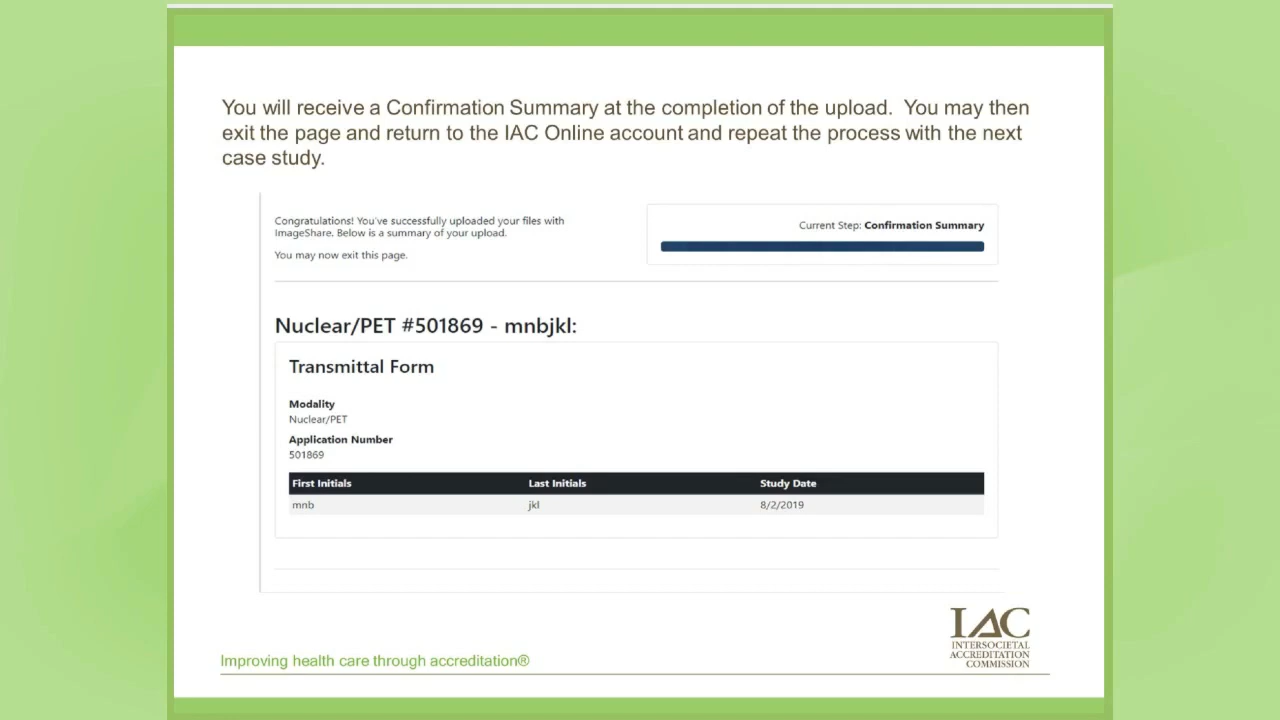 You will receive a Confirmation Summary at the completion of the upload.  You may then
exit the page and return to the IAC Online account and repeat the process with the next
case study.
Congratulations! You've successfully uploaded your files with
ImageShare. Below is a summary of your upload.
You may now exit this page.
Current Step: Confirmation Summary
Nuclear/PET #501869 - mnbjkl:
Transmittal Form
Modality
Nuclear/PET
Application Number
501869
First Initials Last Initials Study Date
mnb jkl 8/2/2019
IAC
INTERSOCIETAL
ACCREDITATION
COMMISSION
Improving health care through accreditation®